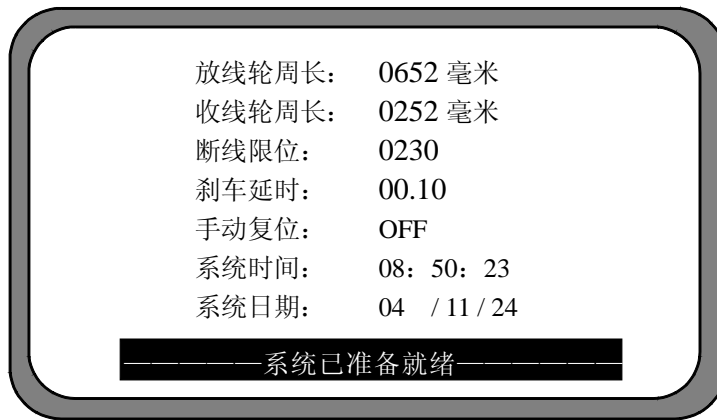 放线轮周长： 0652 毫米
收线轮周长： 0252 毫米
断线限位： 0230
刹车延时： 00.10
手动复位： OFF
系统时间： 08：50：23
系统日期： 04 / 11 / 24
—————系统已准备就绪——————